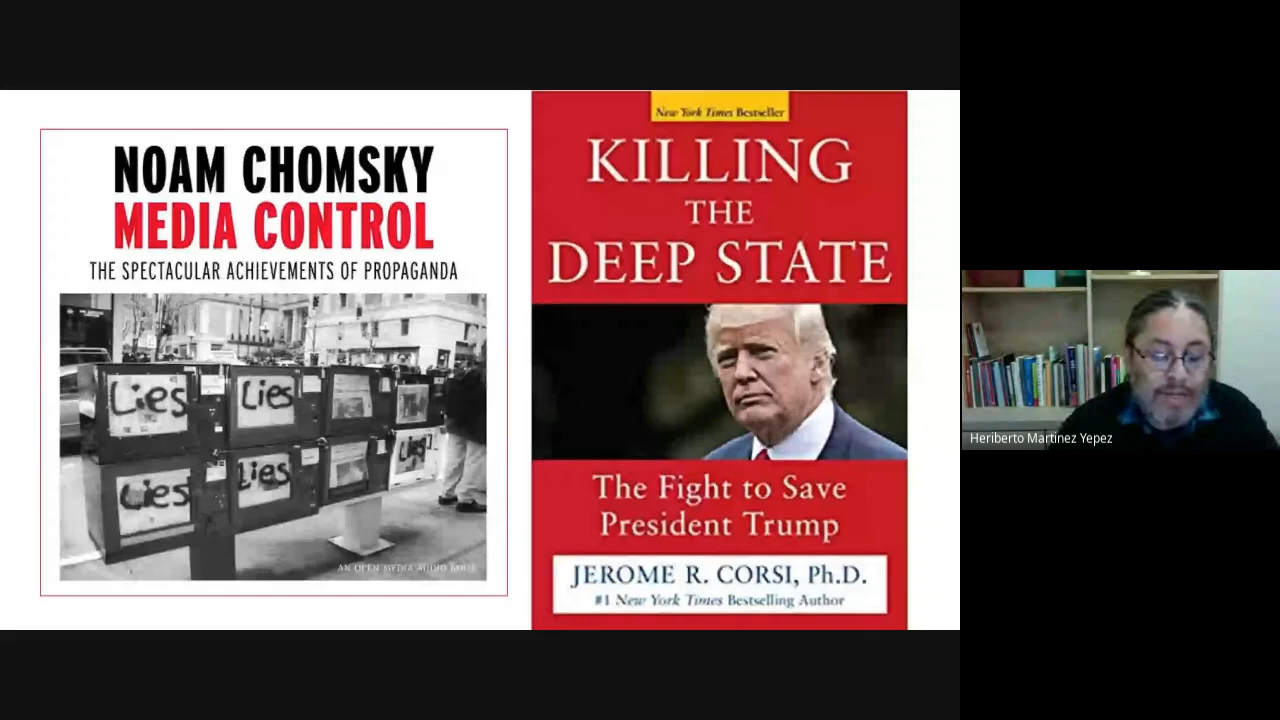 NOAM CHOMSKY
MEDIA CONTROL
THE SPECTACULAR ACHIEVEMENTS OF PROPAGANDA
Lies
Lies
Lies
Lies
Lies
AN OPEN MEDIA AUDIO BOOK
New York Times Bestseller
KILLING
THE
DEEP STATE
The Fight to Save
President Trump
JEROME R. CORSI, Ph.D.
#1 New York Times Bestselling Author
Heriberto Martinez Yepez